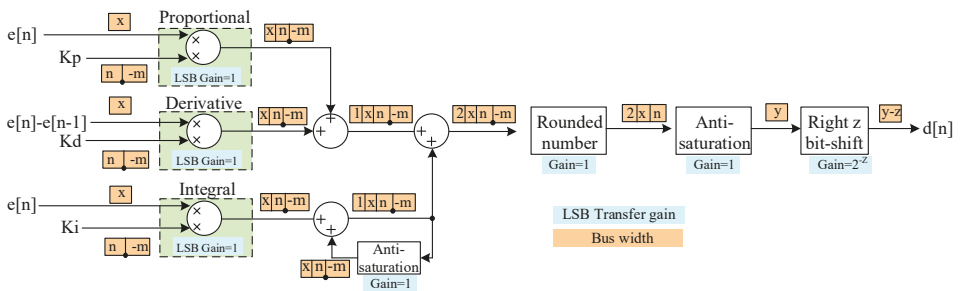 Proportional
e[n] x
Kp n -m
x n -m
LSB Gain=1
Derivative
e[n]-e[n-1] x
Kd n -m
x n -m
1 x n -m
2 x n -m
LSB Gain=1
Integral
e[n] x
Ki n -m
x n -m
1 x n -m
LSB Gain=1
Anti-
saturation
x n -m
Gain=1
Rounded
number
Gain=1
2 x n
Anti-
saturation
Gain=1
y
Right z
bit-shift
Gain=2^-z
y-z
d[n]
LSB Transfer gain
Bus width